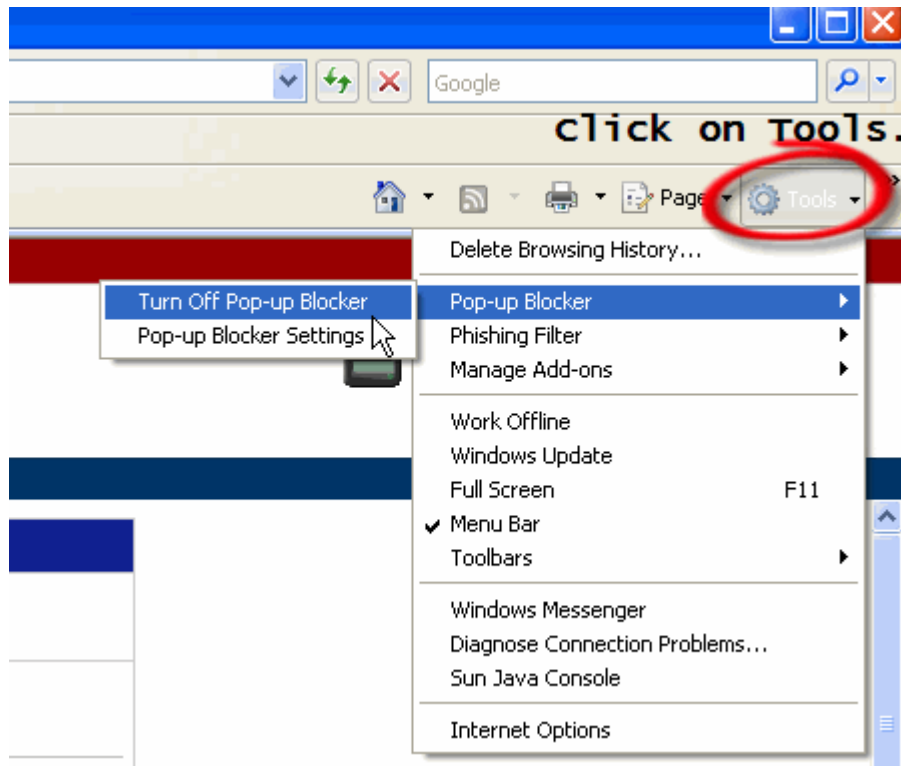 Google
Click on Tools.
Page
Tools
Delete Browsing History...
Turn Off Pop-up Blocker
Pop-up Blocker
Pop-up Blocker Settings
Phishing Filter
Manage Add-ons
Work Offline
Windows Update
Full Screen F11
Menu Bar
Toolbars
Windows Messenger
Diagnose Connection Problems...
Sun Java Console
Internet Options